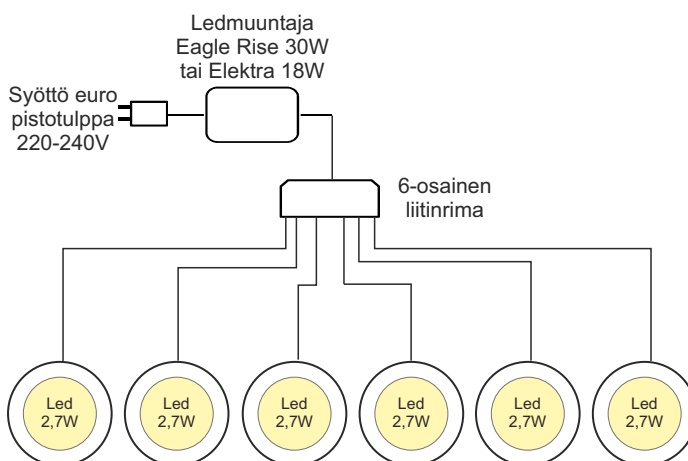 Ledmuuntaja
Eagle Rise 30W
tai Elektra 18W
Syöttö euro
pistotulppa
220-240V
6-osainen
liitinrima
Led
2,7W
Led
2,7W
Led
2,7W
Led
2,7W
Led
2,7W
Led
2,7W